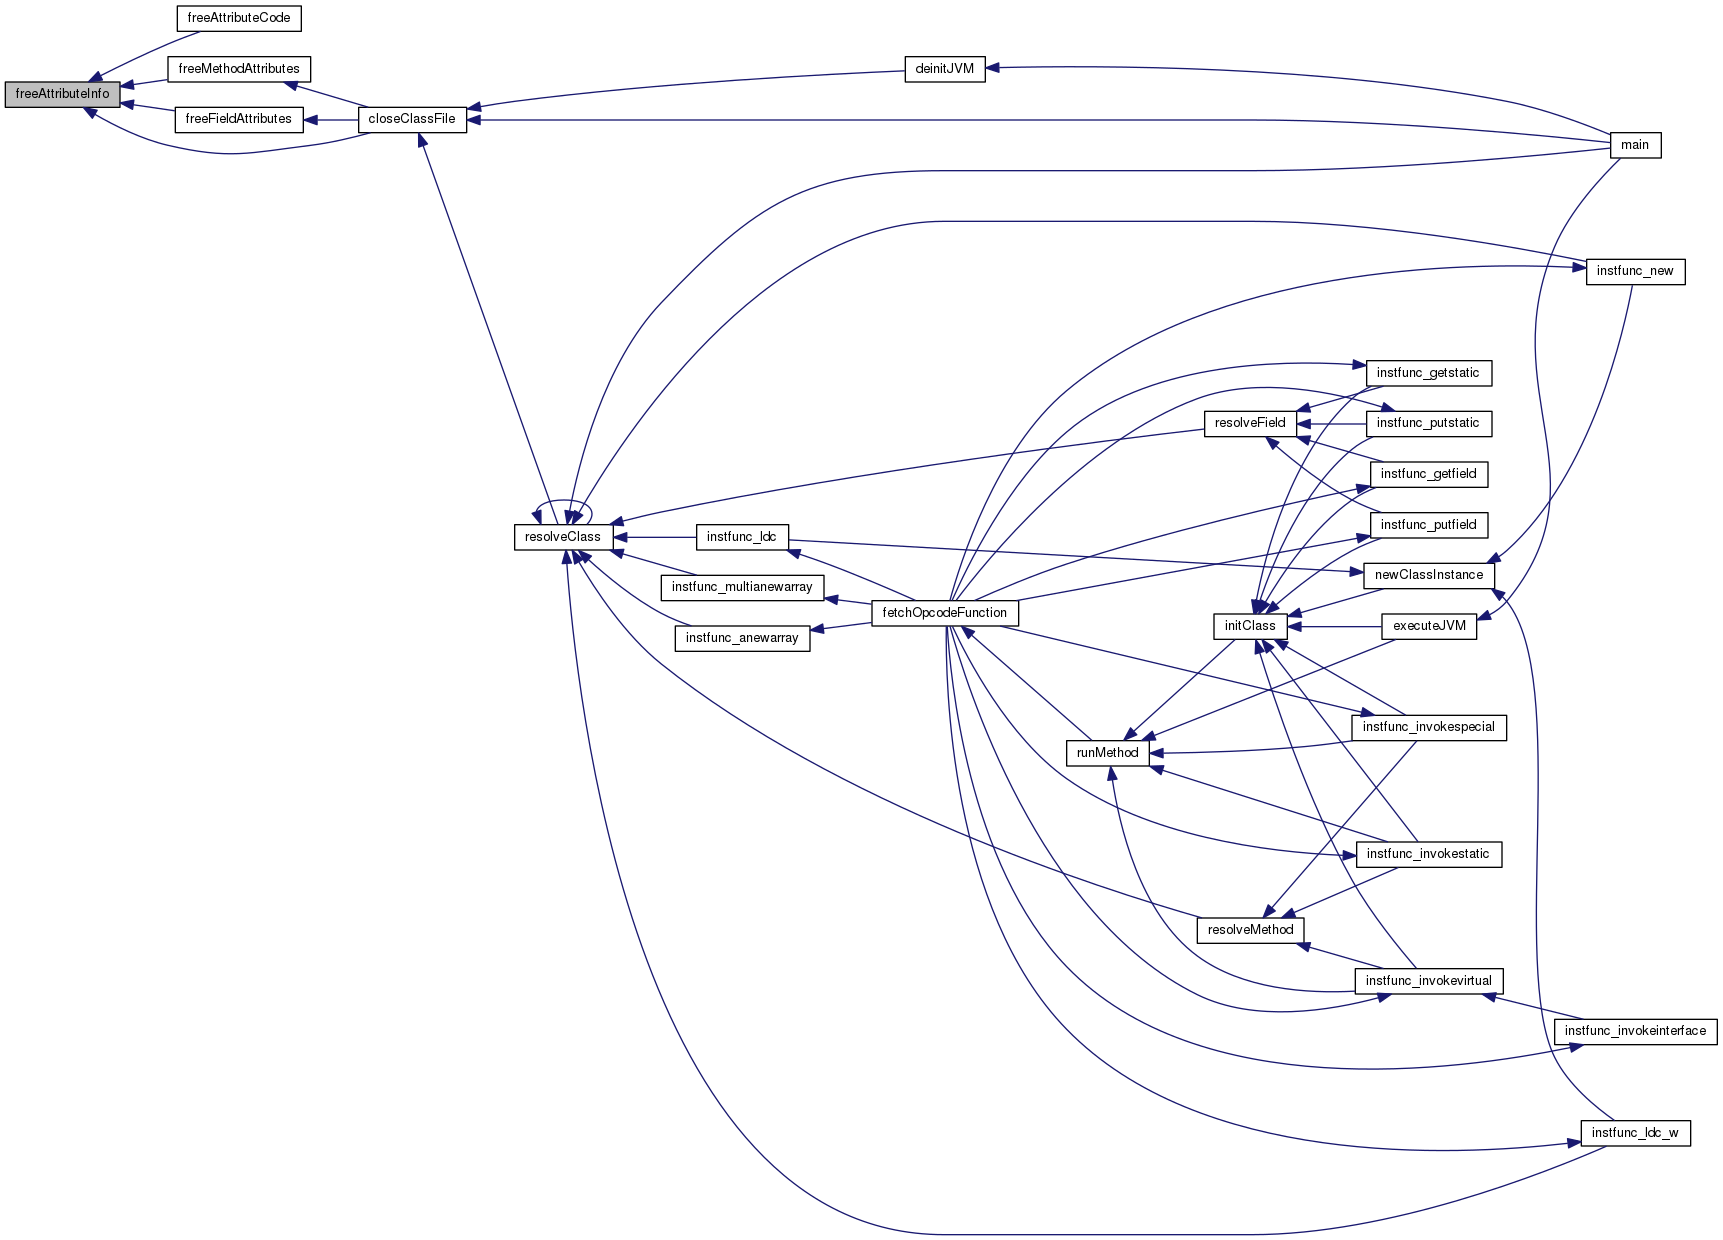 freeAttributeCode
freeMethodAttributes
deinitJVM
freeAttributeInfo
freeFieldAttributes
closeClassFile
main
instfunc_new
instfunc_getstatic
resolveField
instfunc_putstatic
instfunc_getfield
instfunc_putfield
resolveClass
instfunc_ldc
newClassInstance
instfunc_multianewarray
fetchOpcodeFunction
initClass
executeJVM
instfunc_anewarray
instfunc_invokespecial
runMethod
instfunc_invokestatic
resolveMethod
instfunc_invokevirtual
instfunc_invokeinterface
instfunc_ldc_w